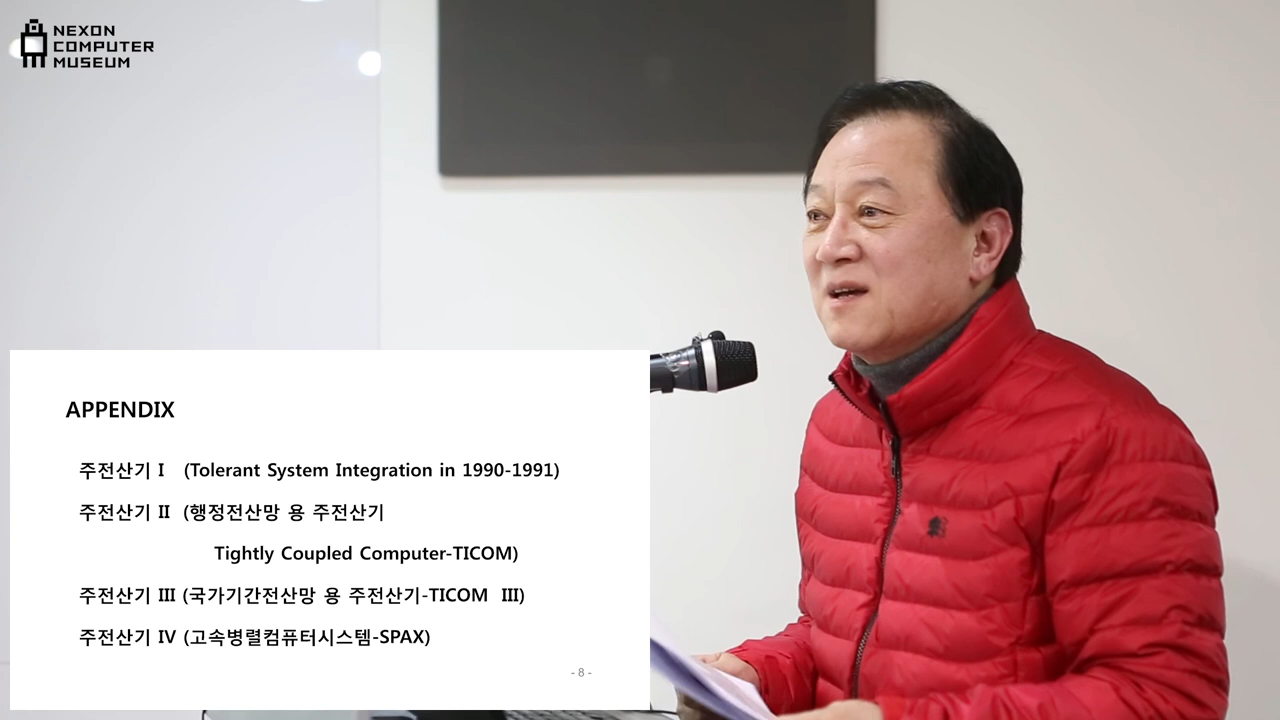 NEXON
COMPUTER
MUSEUM
APPENDIX
주전산기 I (Tolerant System Integration in 1990-1991)
주전산기 II (행정전산망 용 주전산기
Tightly Coupled Computer-TICOM)
주전산기 III (국가기간전산망 용 주전산기-TICOM III)
주전산기 IV (고속병렬컴퓨터시스템-SPAX)
- 8 -